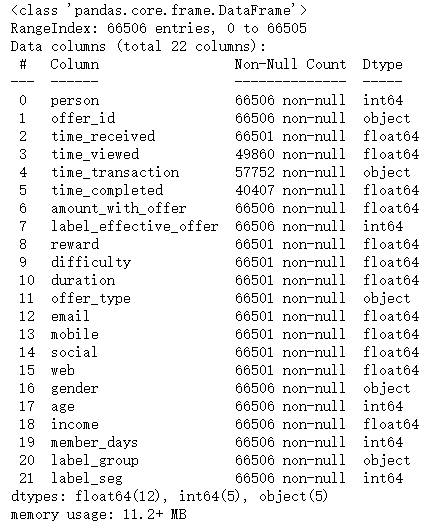 <class 'pandas.core.frame.DataFrame'>
RangeIndex: 66506 entries, 0 to 66505
Data columns (total 22 columns):
 #   Column                 Non-Null Count  Dtype
---  ------                 --------------  -----
 0   person                 66506 non-null  int64
 1   offer_id               66506 non-null  object
 2   time_received          66501 non-null  float64
 3   time_viewed            49860 non-null  float64
 4   time_transaction       57752 non-null  object
 5   time_completed         40407 non-null  float64
 6   amount_with_offer      66506 non-null  float64
 7   label_effective_offer  66506 non-null  int64
 8   reward                 66501 non-null  float64
 9   difficulty             66501 non-null  float64
 10  duration               66501 non-null  float64
 11  offer_type             66501 non-null  object
 12  email                  66501 non-null  float64
 13  mobile                 66501 non-null  float64
 14  social                 66501 non-null  float64
 15  web                    66501 non-null  float64
 16  gender                 66506 non-null  object
 17  age                    66506 non-null  int64
 18  income                 66506 non-null  float64
 19  member_days            66506 non-null  int64
 20  label_group            66506 non-null  object
 21  label_seg              66506 non-null  int64
dtypes: float64(12), int64(5), object(5)
memory usage: 11.2+ MB